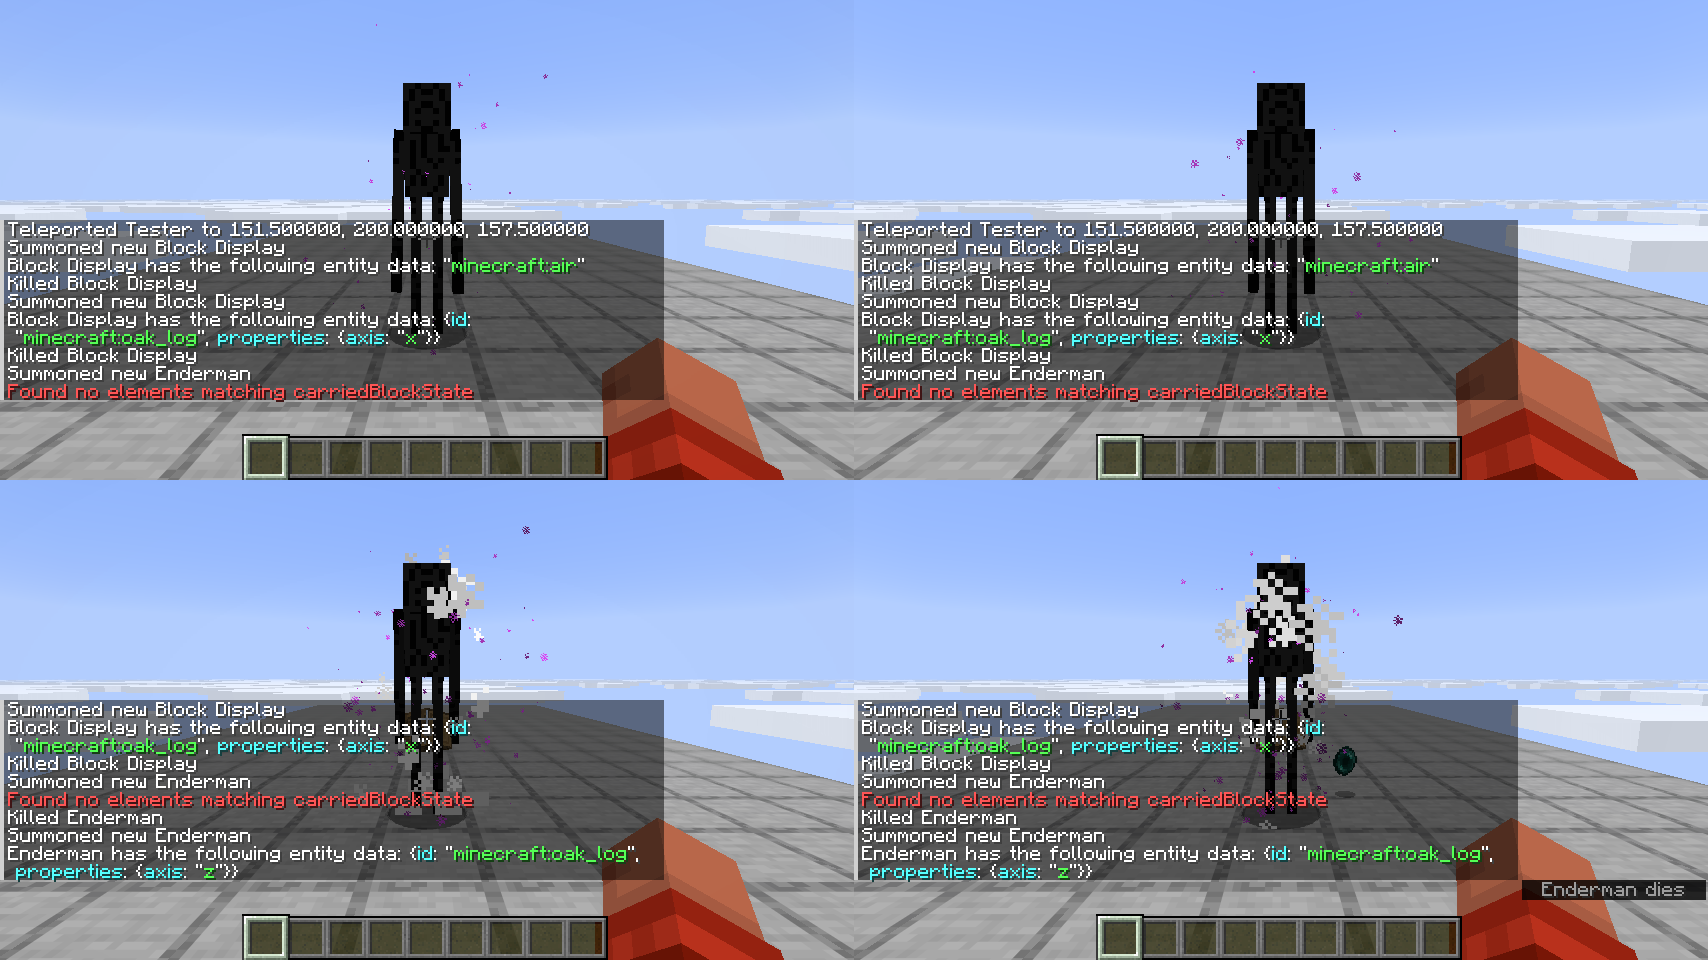 Teleported Tester to 151.500000, 200.000000, 157.500000
Summoned new Block Display
Block Display has the following entity data: "minecraft:air"
Killed Block Display
Summoned new Block Display
Block Display has the following entity data: {id:
"minecraft:oak_log", properties: {axis: "x"}}
Killed Block Display
Summoned new Enderman
Found no elements matching carriedBlockState
Teleported Tester to 151.500000, 200.000000, 157.500000
Summoned new Block Display
Block Display has the following entity data: "minecraft:air"
Killed Block Display
Summoned new Block Display
Block Display has the following entity data: {id:
"minecraft:oak_log", properties: {axis: "x"}}
Killed Block Display
Summoned new Enderman
Found no elements matching carriedBlockState
Summoned new Block Display
Block Display has the following entity data: {id:
"minecraft:oak_log", properties: {axis: "x"}}
Killed Block Display
Summoned new Enderman
Found no elements matching carriedBlockState
Killed Enderman
Summoned new Enderman
Enderman has the following entity data: {id: "minecraft:oak_log",
properties: {axis: "z"}}
Summoned new Block Display
Block Display has the following entity data: {id:
"minecraft:oak_log", properties: {axis: "x"}}
Killed Block Display
Summoned new Enderman
Found no elements matching carriedBlockState
Killed Enderman
Summoned new Enderman
Enderman has the following entity data: {id: "minecraft:oak_log",
properties: {axis: "z"}}
Enderman dies